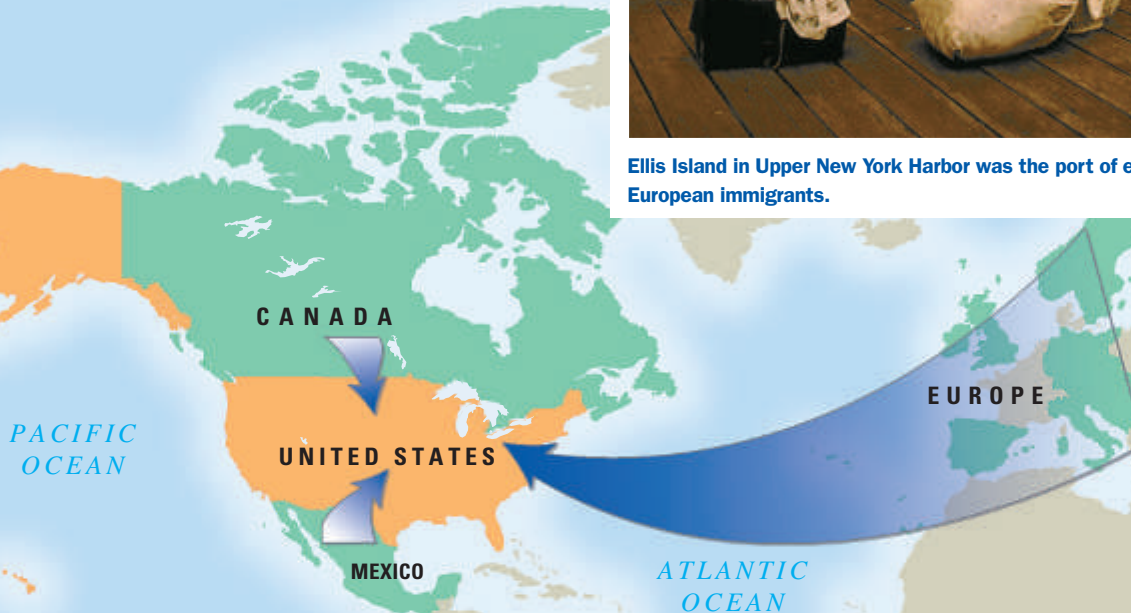 Ellis Island in Upper New York Harbor was the port of
European immigrants.
CANADA
EUROPE
PACIFIC
OCEAN
UNITED STATES
MEXICO
ATLANTIC
OCEAN